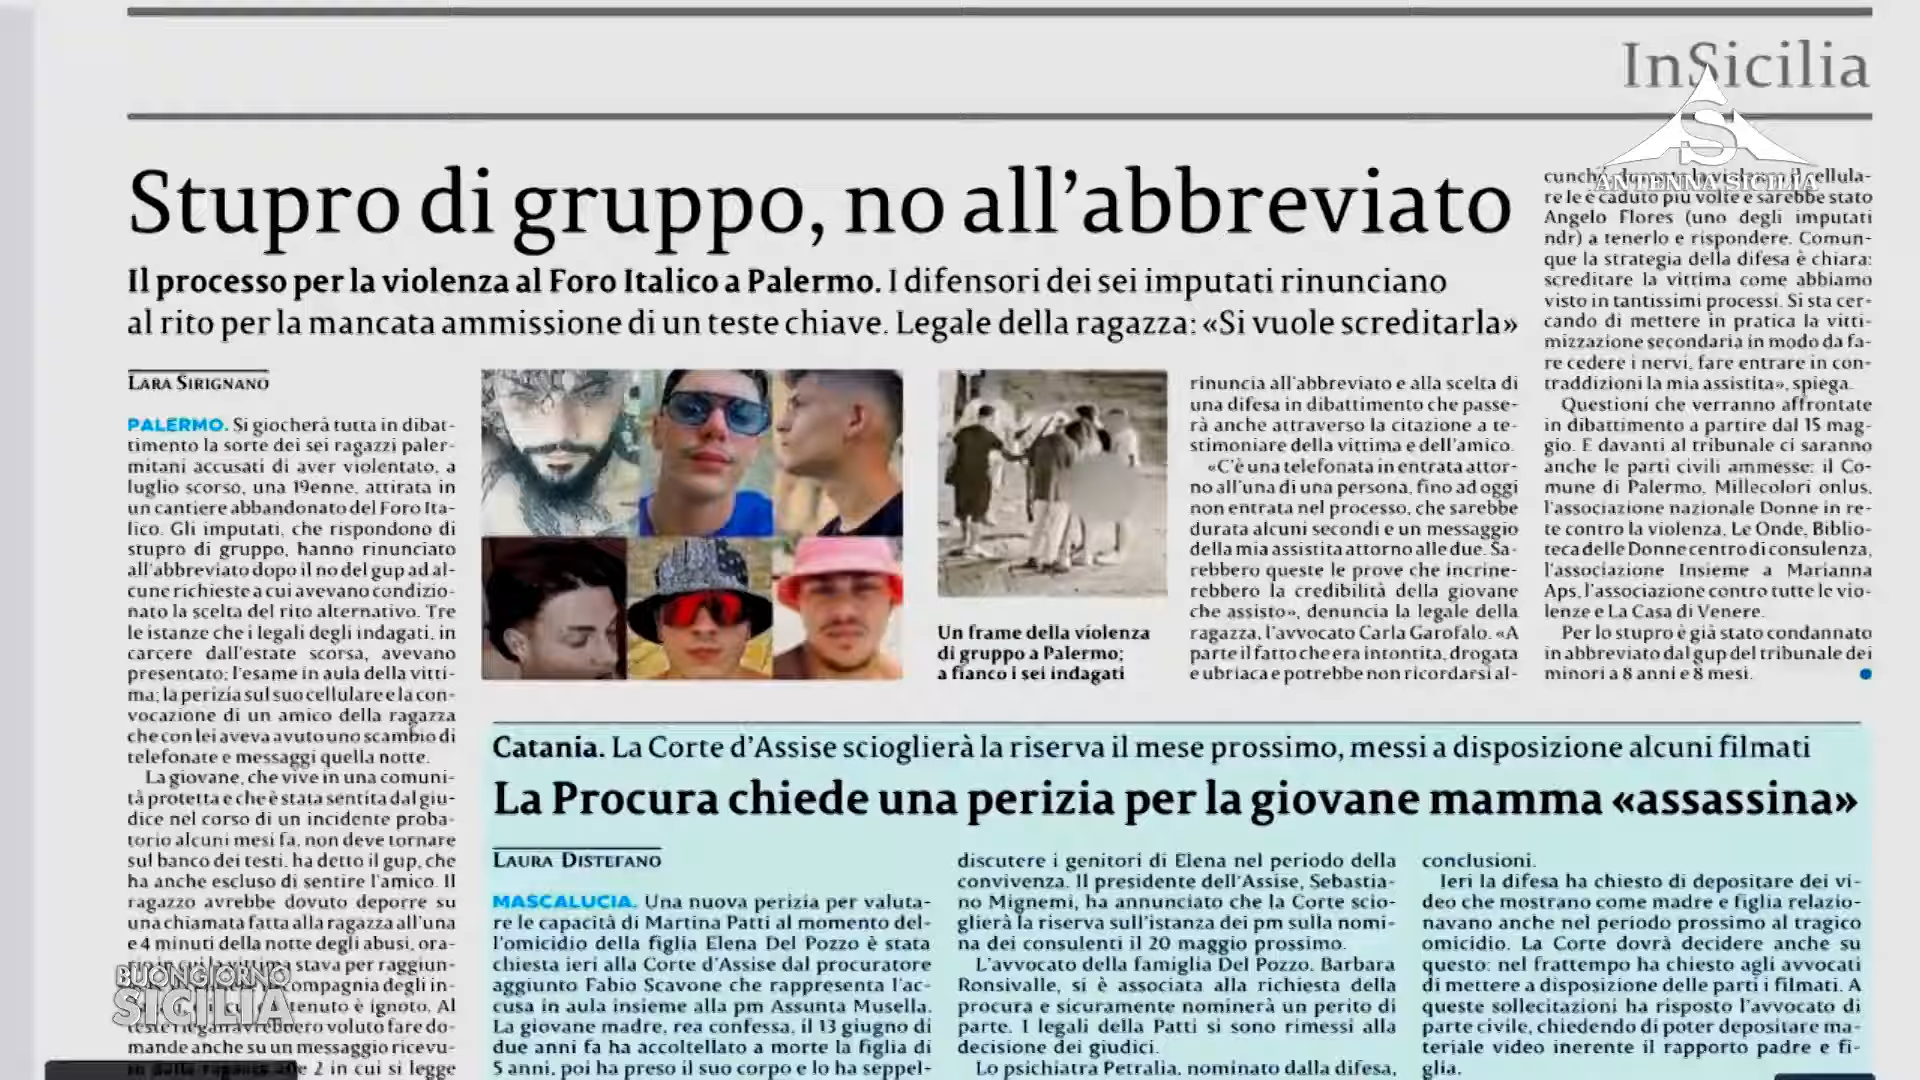 InSicilia
ANTENNA SICILIA
Stupro di gruppo, no all'abbreviato
Il processo per la violenza al Foro Italico a Palermo. I difensori dei sei imputati rinunciano
al rito per la mancata ammissione di un teste chiave. Legale della ragazza: «Si vuole screditarla»
LARA SIRIGNANO
PALERMO. Si giocherà tutta in dibat-
timento la sorte dei sei ragazzi paler-
mitani accusati di aver violentato, a
luglio scorso, una 19enne, attirata in
un cantiere abbandonato del Foro Ita-
lico. Gli imputati, che rispondono di
stupro di gruppo, hanno rinunciato
all'abbreviato dopo il no del gup ad al-
cune richieste a cui avevano condizio-
nato la scelta del rito alternativo. Tre
le istanze che i legali degli indagati, in
carcere dall'estate scorsa, avevano
presentato: l'esame in aula della vitti-
ma; la perizia sul suo cellulare e la con-
vocazione di un amico della ragazza
che con lei aveva avuto uno scambio di
telefonate e messaggi quella notte.
La giovane, che vive in una comuni-
tà protetta e che è stata sentita dal giu-
dice nel corso di un incidente proba-
torio alcuni mesi fa, non deve tornare
sul banco dei testi, ha detto il gup, che
ha anche escluso di sentire l'amico. Il
ragazzo avrebbe dovuto deporre su
una chiamata fatta alla ragazza all'una
e 4 minuti della notte degli abusi, ora-
stava per raggiun-
compagnia degli in-
tenuto è ignoto. Al
voluto fare do-
mande anche su un messaggio ricevu-
2 in cui si legge
Un frame della violenza
di gruppo a Palermo;
a fianco i sei indagati
rinuncia all'abbreviato e alla scelta di
una difesa in dibattimento che passe-
rà anche attraverso la citazione a te-
stimoniare della vittima e dell'amico.
«C'è una telefonata in entrata attor-
no all'una di una persona, fino ad oggi
non entrata nel processo, che sarebbe
durata alcuni secondi e un messaggio
della mia assistita attorno alle due. Sa-
rebbero queste le prove che incrine-
rebbero la credibilità della giovane
che assisto», denuncia la legale della
ragazza, l'avvocato Carla Garofalo. «A
parte il fatto che era intontita, drogata
e ubriaca e potrebbe non ricordarsi al-
cunché, durante la violenza il cellula-
re le è caduto più volte e sarebbe stato
Angelo Flores (uno degli imputati
ndr) a tenerlo e rispondere. Comun-
que la strategia della difesa è chiara:
screditare la vittima come abbiamo
visto in tantissimi processi. Si sta cer-
cando di mettere in pratica la vitti-
mizzazione secondaria in modo da fa-
re cedere i nervi, fare entrare in con-
traddizioni la mia assistita», spiega.
Questioni che verranno affrontate
in dibattimento a partire dal 15 mag-
gio. E davanti al tribunale ci saranno
anche le parti civili ammesse: il Co-
mune di Palermo, Millecolori onlus,
l'associazione nazionale Donne in re-
te contro la violenza, Le Onde, Biblio-
teca delle Donne centro di consulenza,
l'associazione Insieme a Marianna
Aps, l'associazione contro tutte le vio-
lenze e La Casa di Venere.
Per lo stupro è già stato condannato
in abbreviato dal gup del tribunale dei
minori a 8 anni e 8 mesi.
Catania. La Corte d'Assise scioglierà la riserva il mese prossimo, messi a disposizione alcuni filmati
La Procura chiede una perizia per la giovane mamma «assassina»
LAURA DISTEFANO
MASCALUCIA. Una nuova perizia per valuta-
re le capacità di Martina Patti al momento del-
l'omicidio della figlia Elena Del Pozzo è stata
chiesta ieri alla Corte d'Assise dal procuratore
aggiunto Fabio Scavone che rappresenta l'ac-
cusa in aula insieme alla pm Assunta Musella.
La giovane madre, rea confessa, il 13 giugno di
due anni fa ha accoltellato a morte la figlia di
5 anni, poi ha preso il suo corpo e lo ha seppel-
discutere i genitori di Elena nel periodo della
convivenza. Il presidente dell'Assise, Sebastia-
no Mignemi, ha annunciato che la Corte scio-
glierà la riserva sull'istanza dei pm sulla nomi-
na dei consulenti il 20 maggio prossimo.
L'avvocato della famiglia Del Pozzo, Barbara
Ronsivalle, si è associata alla richiesta della
procura e sicuramente nominerà un perito di
parte. I legali della Patti si sono rimessi alla
decisione dei giudici.
Lo psichiatra Petralia, nominato dalla difesa,
conclusioni.
Ieri la difesa ha chiesto di depositare dei vi-
deo che mostrano come madre e figlia relazio-
navano anche nel periodo prossimo al tragico
omicidio. La Corte dovrà decidere anche su
questo: nel frattempo ha chiesto agli avvocati
di mettere a disposizione delle parti i filmati. A
queste sollecitazioni ha risposto l'avvocato di
parte civile, chiedendo di poter depositare ma-
teriale video inerente il rapporto padre e fi-
glia.
BUONGIORNO
SICILIA